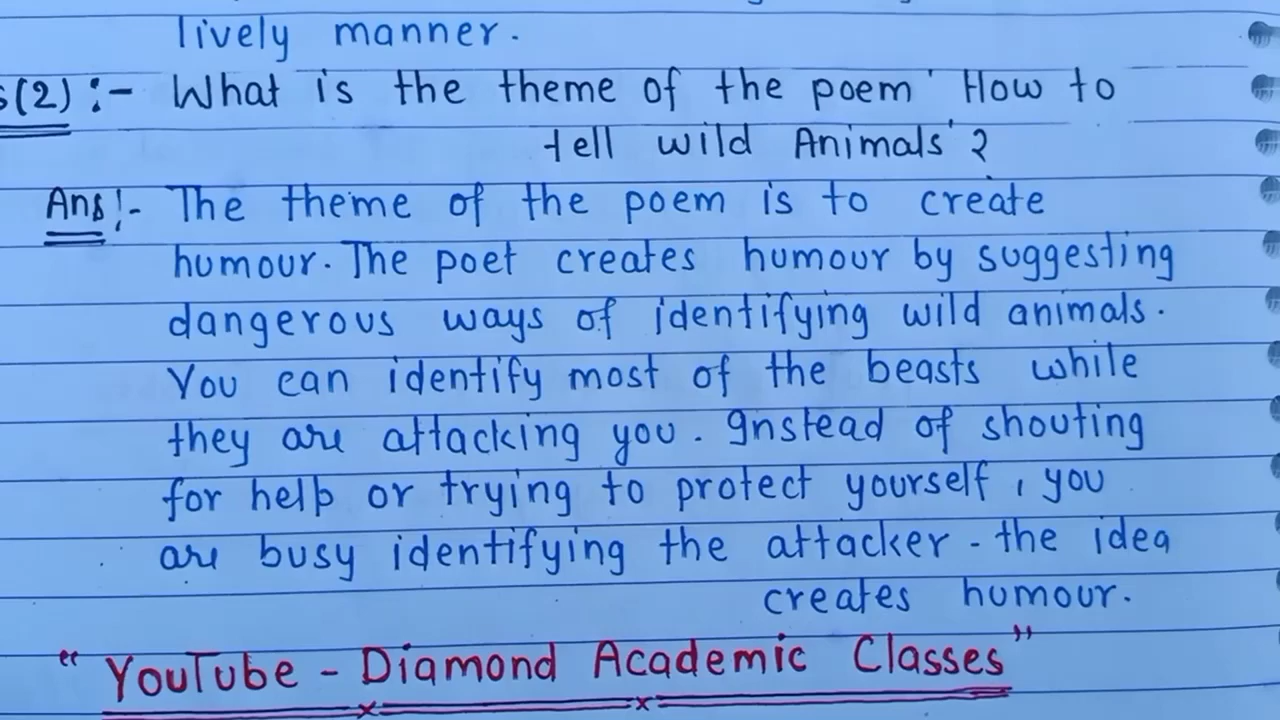 lively manner.
s(2) :- What is the theme of the poem ' How to
tell wild Animals' ?
Ans!- The theme of the poem is to create
humour. The poet creates humour by suggesting
dangerous ways of identifying wild animals.
You can identify most of the beasts while
they are attacking you. Instead of shouting
for help or trying to protect yourself, you
are busy identifying the attacker - the idea
creates humour.
"YouTube - Diamond Academic Classes"